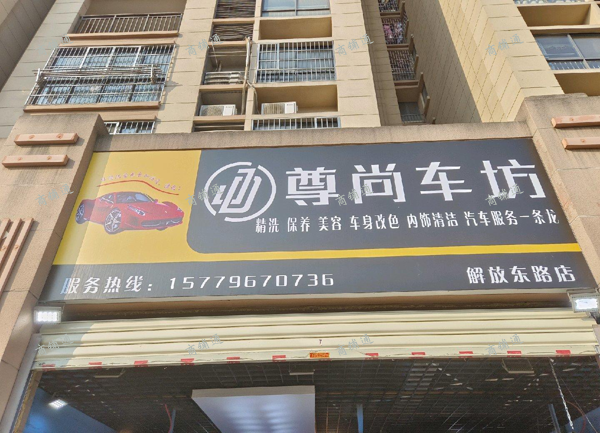 尊尚车坊
精洗 保养 美容 车身改色 内饰清洁 汽车服务一条龙
服务热线：15779670736
解放东路店